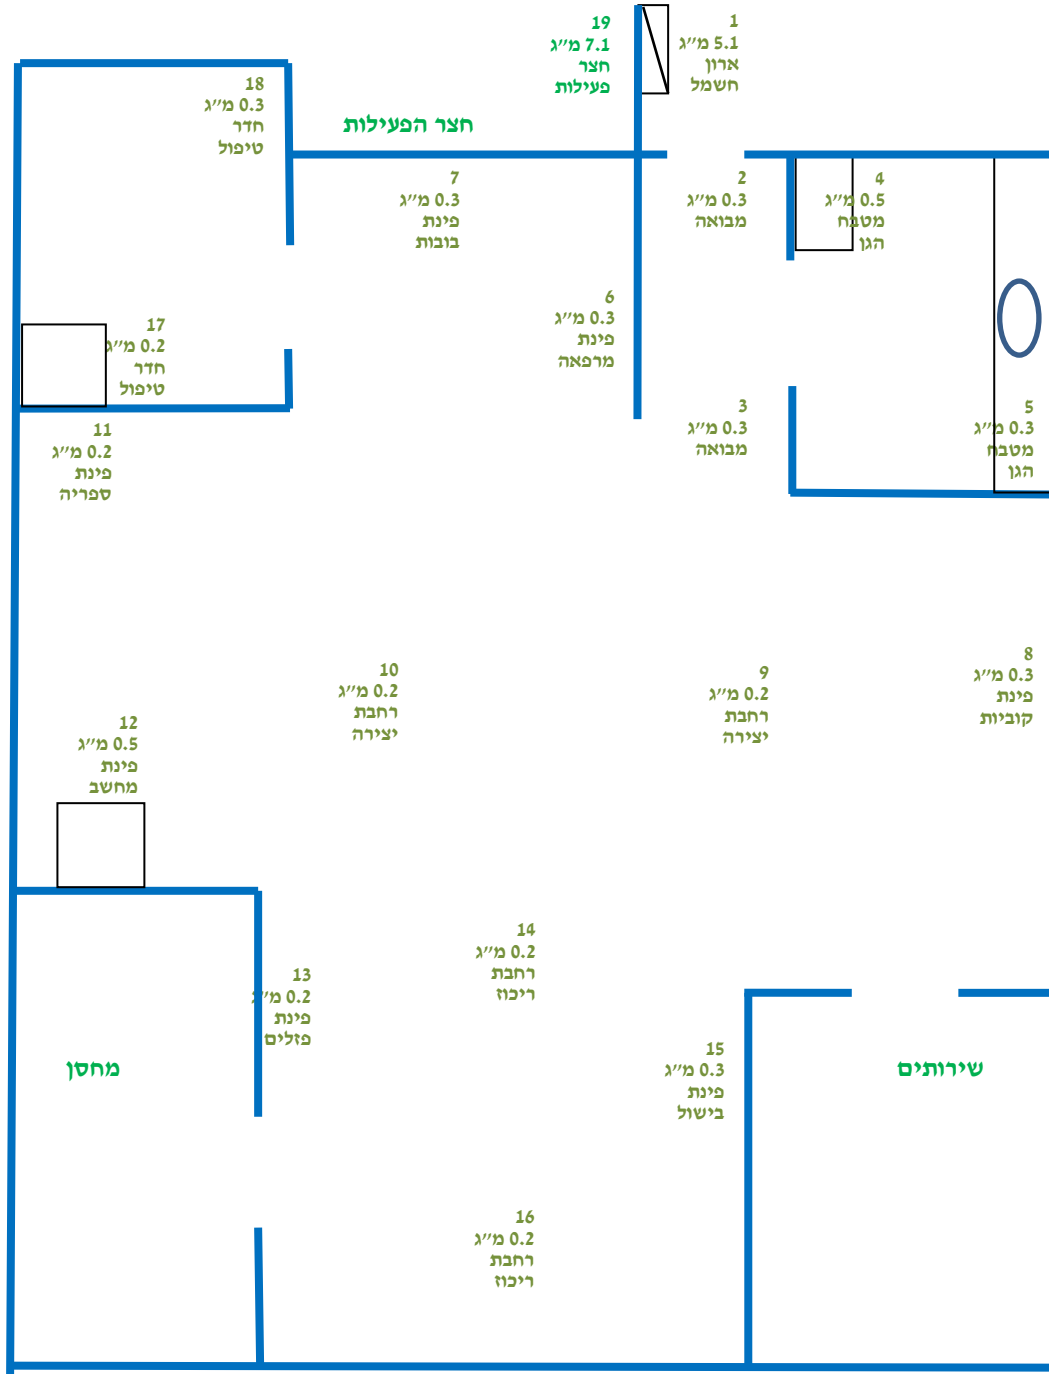 1
5.1 מ״ג
ארון
חשמל
19
7.1 מ״ג
חצר
פעילות
18
0.3 מ״ג
חדר
טיפול
חצר הפעילות
7
0.3 מ״ג
פינת
בובות
2
0.3 מ״ג
מבואה
4
0.5 מ״ג
מטבח
הגן
6
0.3 מ״ג
פינת
מרפאה
17
0.2 מ״ג
חדר
טיפול
3
0.3 מ״ג
מבואה
5
0.3 מ״ג
מטבח
הגן
11
0.2 מ״ג
פינת
ספריה
8
0.3 מ״ג
פינת
קוביות
9
0.2 מ״ג
רחבת
יצירה
10
0.2 מ״ג
רחבת
יצירה
12
0.5 מ״ג
פינת
מחשב
14
0.2 מ״ג
רחבת
ריכוז
13
0.2 מ״ג
פינת
פזלים
15
0.3 מ״ג
פינת
בישול
שירותים
מחסן
16
0.2 מ״ג
רחבת
ריכוז